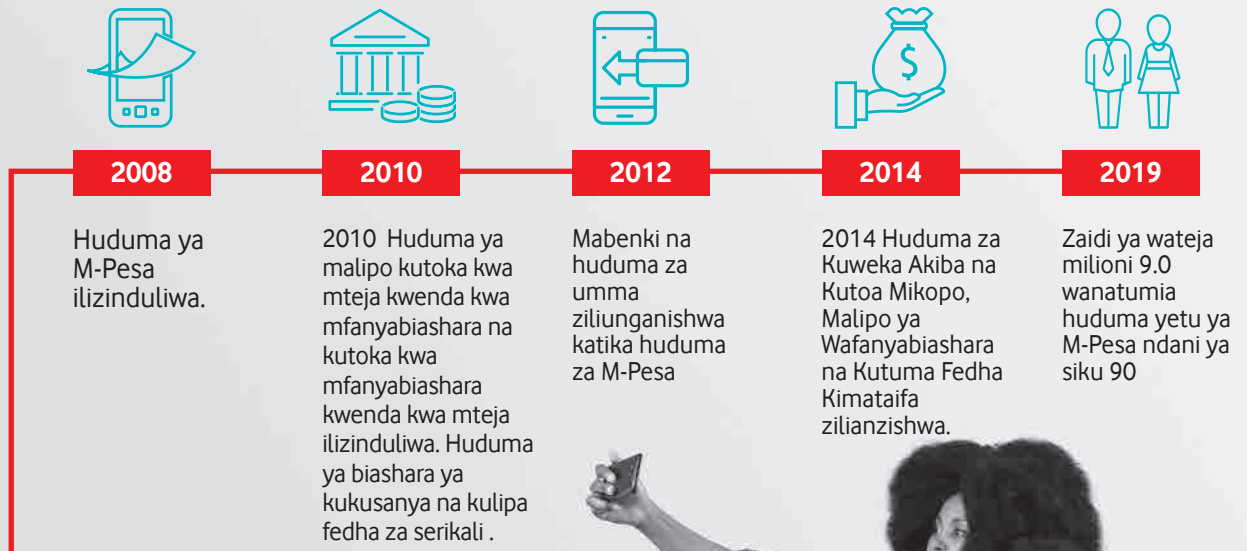 2008
Huduma ya
M-Pesa
ilizinduliwa.
2010
2010 Huduma ya
malipo kutoka kwa
mteja kwenda kwa
mfanyabiashara na
kutoka kwa
mfanyabiashara
kwenda kwa mteja
ilizinduliwa. Huduma
ya biashara ya
kukusanya na kulipa
fedha za serikali .
2012
Mabenki na
huduma za
umma
ziliunganishwa
katika huduma
za M-Pesa
$
2014
2014 Huduma za
Kuweka Akiba na
Kutoa Mikopo,
Malipo ya
Wafanyabiashara
na Kutuma Fedha
Kimataifa
zilianzishwa.
2019
Zaidi ya wateja
milioni 9.0
wanatumia
huduma yetu ya
M-Pesa ndani ya
siku 90